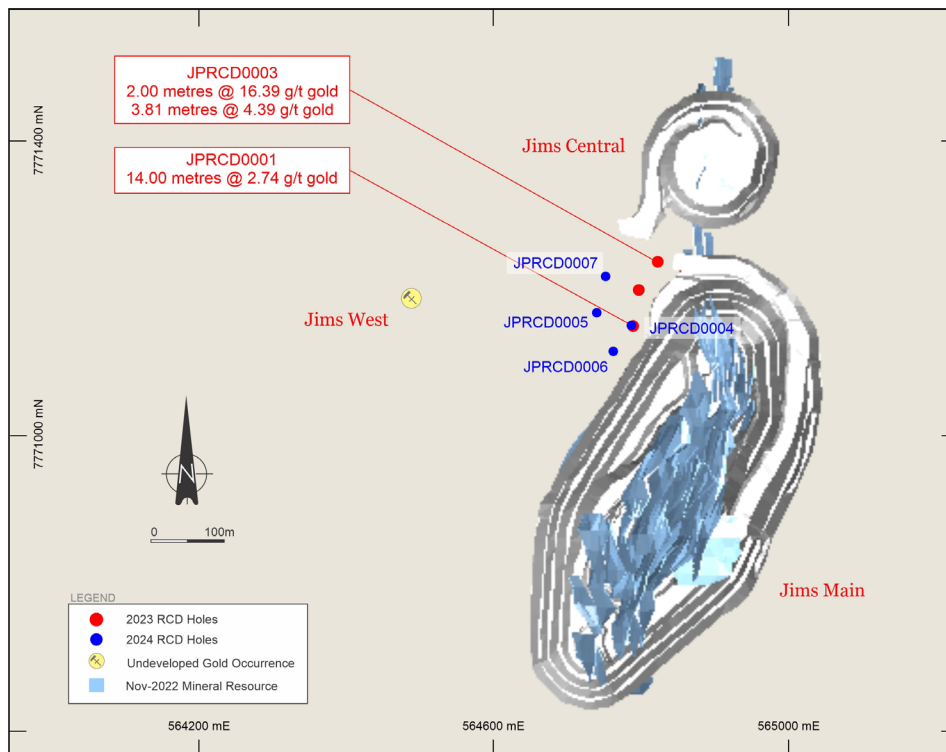 JPRCD0003
2.00 metres @ 16.39 g/t gold
3.81 metres @ 4.39 g/t gold
JPRCD0001
14.00 metres @ 2.74 g/t gold
Jims Central
7771400 mN
JPRCD0007
Jims West
JPRCD0005
JPRCD0004
JPRCD0006
7771000 mN
N
0 100m
Jims Main
LEGEND
2023 RCD Holes
2024 RCD Holes
Undeveloped Gold Occurrence
Nov-2022 Mineral Resource
564200 mE
564600 mE
565000 mE